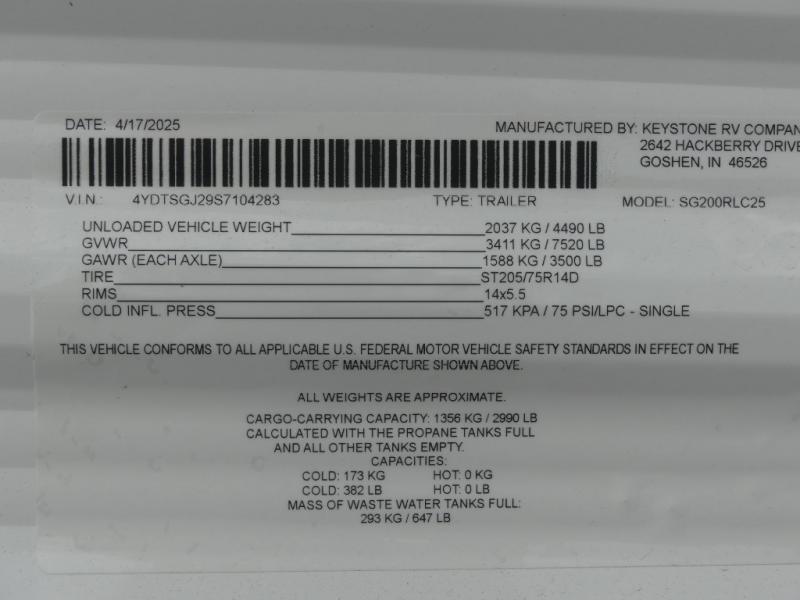 DATE: 4/17/2025
MANUFACTURED BY: KEYSTONE RV COMPAN
2642 HACKBERRY DRIVE
GOSHEN, IN 46526
V.I.N.: 4YDTSGJ29S7104283 TYPE: TRAILER MODEL: SG200RLC25
UNLOADED VEHICLE WEIGHT 2037 KG / 4490 LB
GVWR 3411 KG / 7520 LB
GAWR (EACH AXLE) 1588 KG / 3500 LB
TIRE ST205/75R14D
RIMS 14x5.5
COLD INFL. PRESS 517 KPA / 75 PSI/LPC - SINGLE
THIS VEHICLE CONFORMS TO ALL APPLICABLE U.S. FEDERAL MOTOR VEHICLE SAFETY STANDARDS IN EFFECT ON THE
DATE OF MANUFACTURE SHOWN ABOVE.
ALL WEIGHTS ARE APPROXIMATE.
CARGO-CARRYING CAPACITY: 1356 KG / 2990 LB
CALCULATED WITH THE PROPANE TANKS FULL
AND ALL OTHER TANKS EMPTY.
CAPACITIES:
COLD: 173 KG HOT: 0 KG
COLD: 382 LB HOT: 0 LB
MASS OF WASTE WATER TANKS FULL:
293 KG / 647 LB